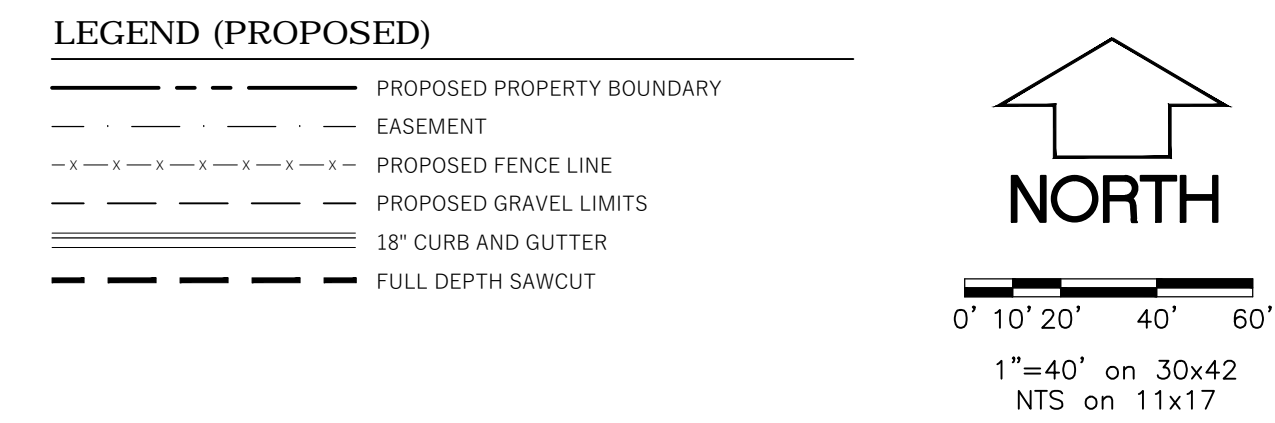 LEGEND (PROPOSED)
PROPOSED PROPERTY BOUNDARY
EASEMENT
x x x x x x x PROPOSED FENCE LINE
PROPOSED GRAVEL LIMITS
18" CURB AND GUTTER
FULL DEPTH SAWCUT
NORTH
0' 10' 20' 40' 60'
1"=40' on 30x42
NTS on 11x17